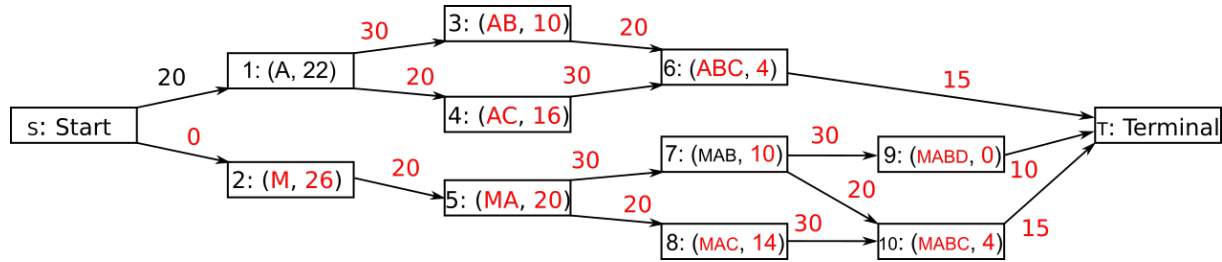 30
3: (AB, 10)
20
20
1: (A, 22)
20
30
6: (ABC, 4)
15
4: (AC, 16)
S: Start
0
T: Terminal
2: (M, 26)
20
5: (MA, 20)
30
7: (MAB, 10)
30
9: (MABD, 0)
10
20
20
8: (MAC, 14)
30
10: (MABC, 4)
15